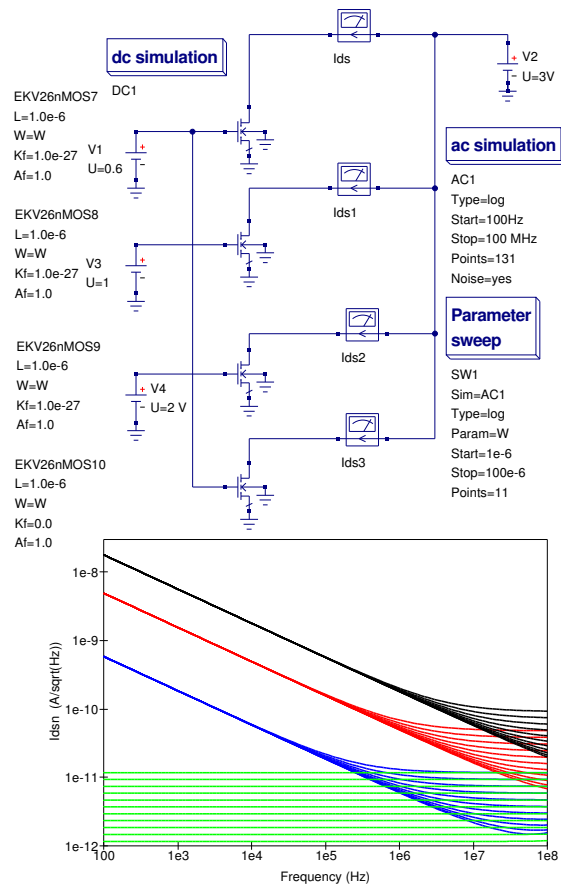 dc simulation
DC1
Ids
V2
U=3V
EKV26nMOS7
L=1.0e-6
W=W
Kf=1.0e-27
Af=1.0
V1
U=0.6
ac simulation
AC1
Type=log
Start=100Hz
Stop=100 MHz
Points=131
Noise=yes
Ids1
EKV26nMOS8
L=1.0e-6
W=W
Kf=1.0e-27
Af=1.0
V3
U=1
Ids2
Parameter
sweep
SW1
Sim=AC1
Type=log
Param=W
Start=1e-6
Stop=100e-6
Points=11
EKV26nMOS9
L=1.0e-6
W=W
Kf=1.0e-27
Af=1.0
V4
U=2 V
Ids3
EKV26nMOS10
L=1.0e-6
W=W
Kf=0.0
Af=1.0
1e-8
1e-9
1e-10
1e-11
1e-12
Idsn (A/sqrt(Hz))
100
1e3
1e4
1e5
1e6
1e7
1e8
Frequency (Hz)